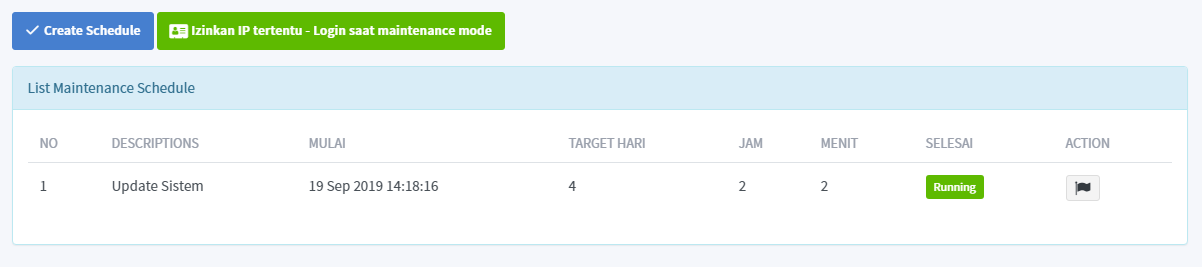 Create Schedule
Izinkan IP tertentu - Login saat maintenance mode
List Maintenance Schedule
NO DESCRIPTIONS MULAI TARGET HARI JAM MENIT SELESAI ACTION
1 Update Sistem 19 Sep 2019 14:18:16 4 2 2 Running